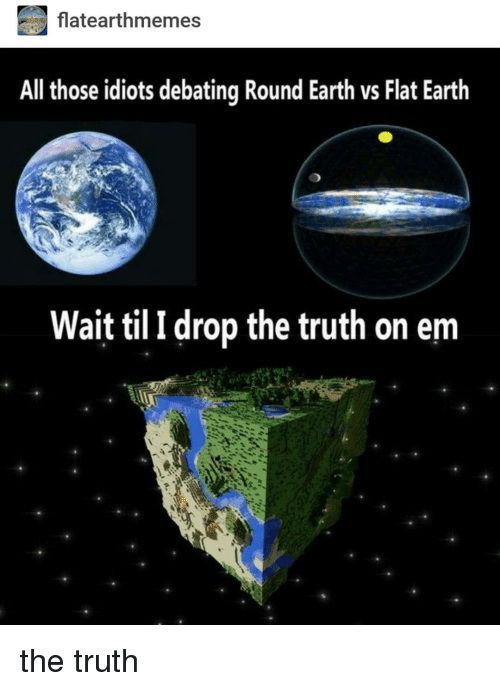 flatearthmemes
All those idiots debating Round Earth vs Flat Earth
Wait til I drop the truth on em
the truth